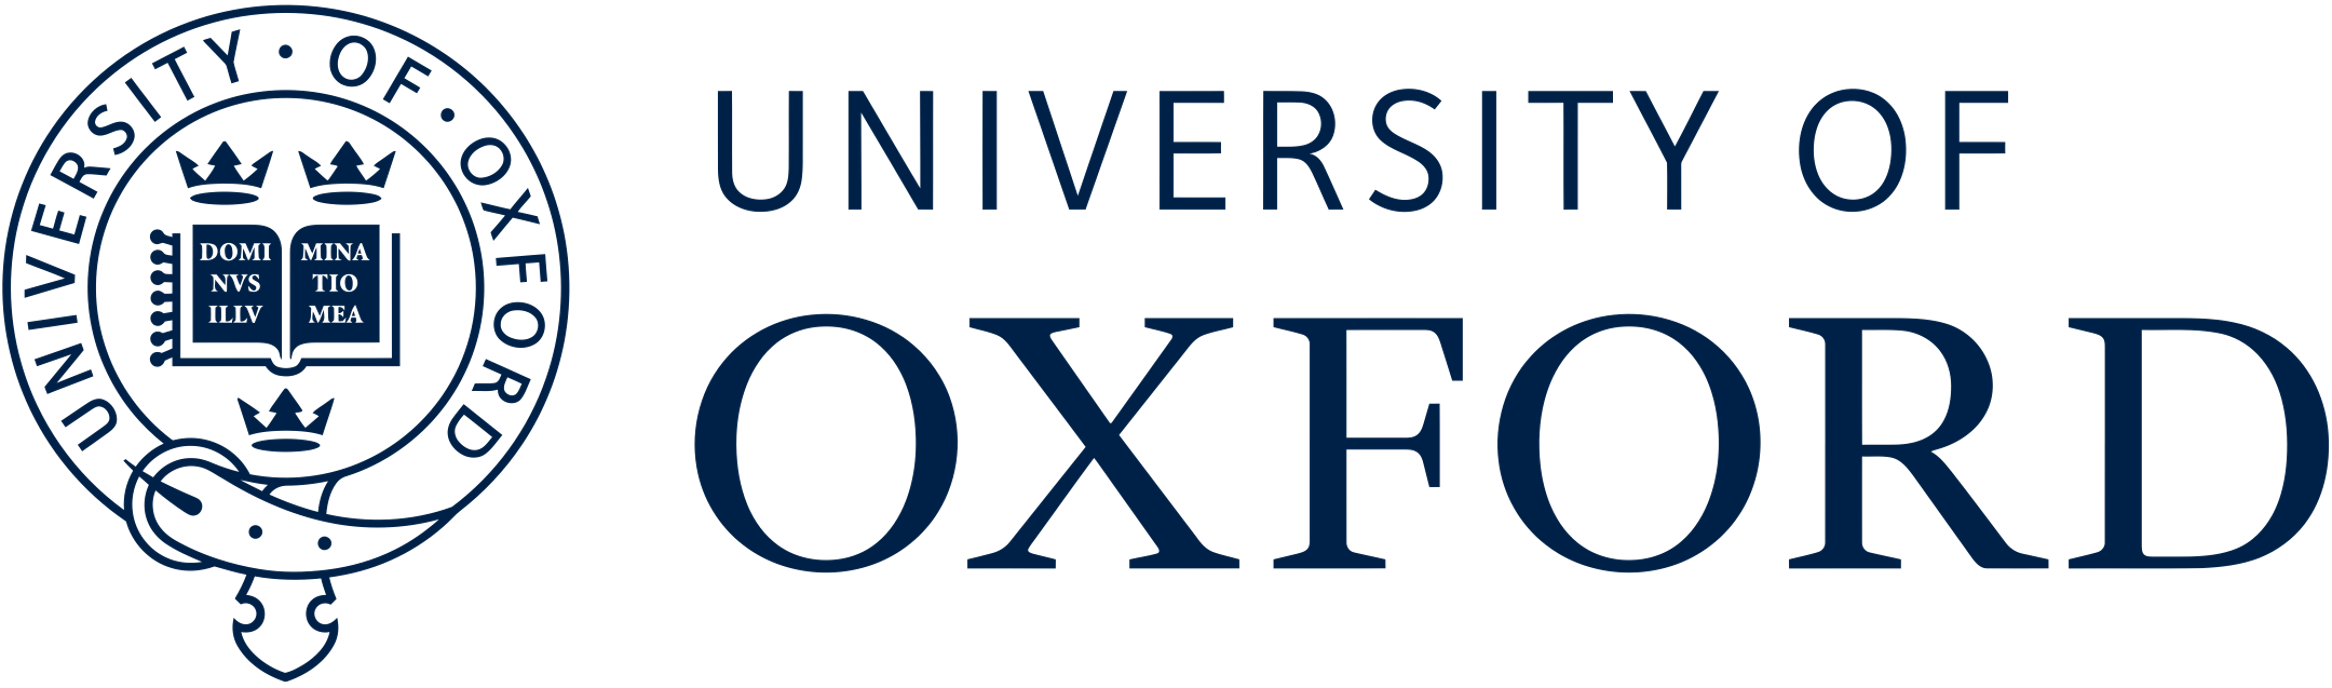 UNIVERSITY · OF · OXFORD
DOMI
NVS
ILLV
MINA
TIO
MEA
UNIVERSITY OF
OXFORD